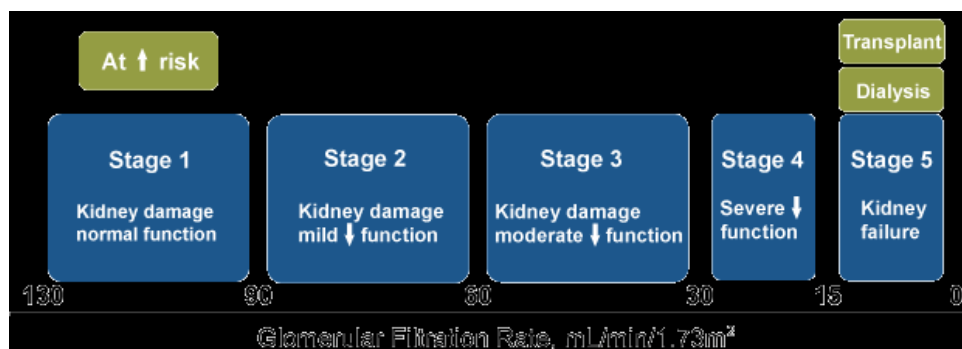 At ↑ risk
Transplant
Dialysis
Stage 1
Kidney damage
normal function
Stage 2
Kidney damage
mild ↓ function
Stage 3
Kidney damage
moderate ↓ function
Stage 4
Severe ↓
function
Stage 5
Kidney
failure
130 90 60 30 15 0
Glomerular Filtration Rate, mL/min/1.73m²